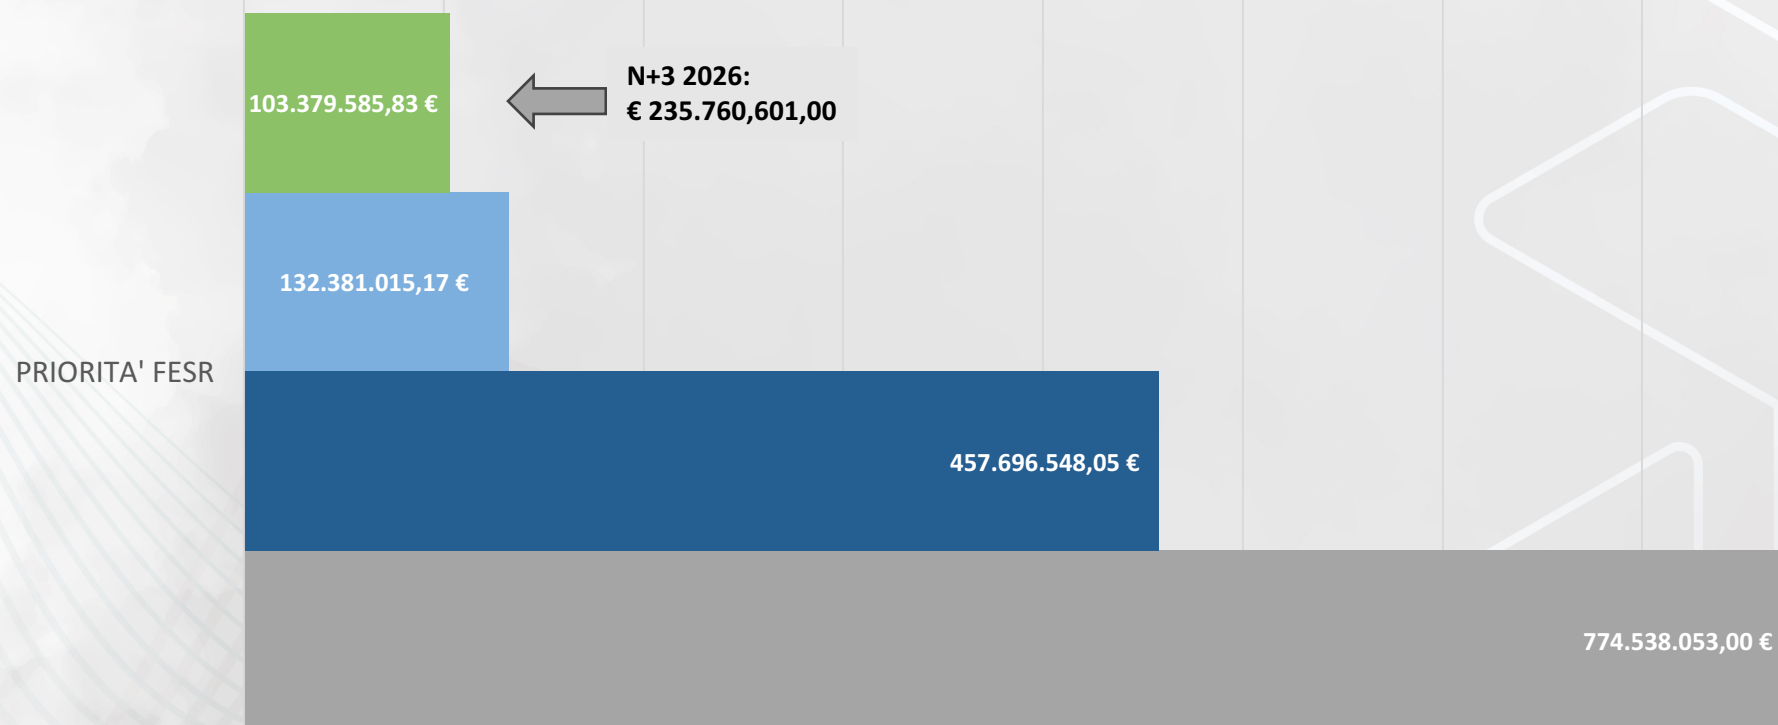 103.379.585,83 €
N+3 2026:
€ 235.760,601,00
132.381.015,17 €
PRIORITA' FESR
457.696.548,05 €
774.538.053,00 €